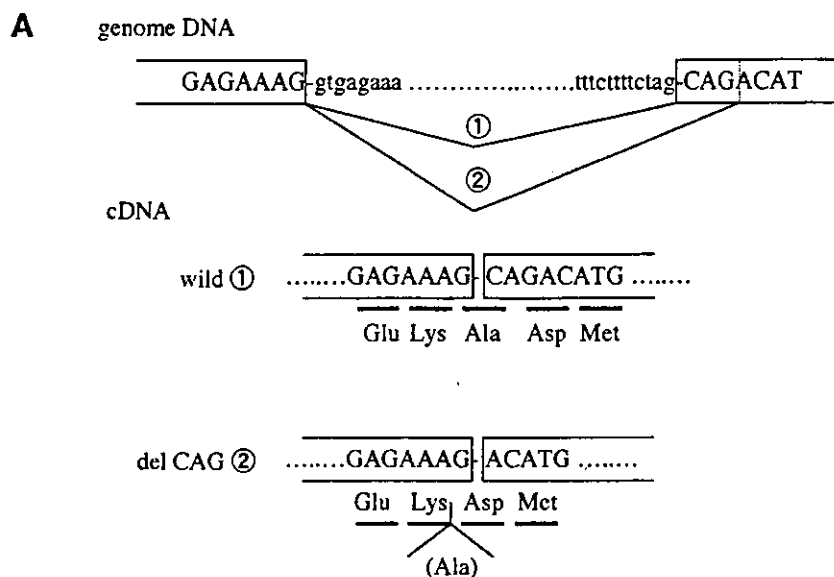 A
genome DNA
GAGAAAG-gtgagaaa ........................tttcttttctag-CAGACAT
①
②
cDNA
wild ① ........GAGAAAG-CAGACATG ........
Glu Lys Ala Asp Met
del CAG ② ........GAGAAAG-ACATG ........
Glu Lys Asp Met
(Ala)